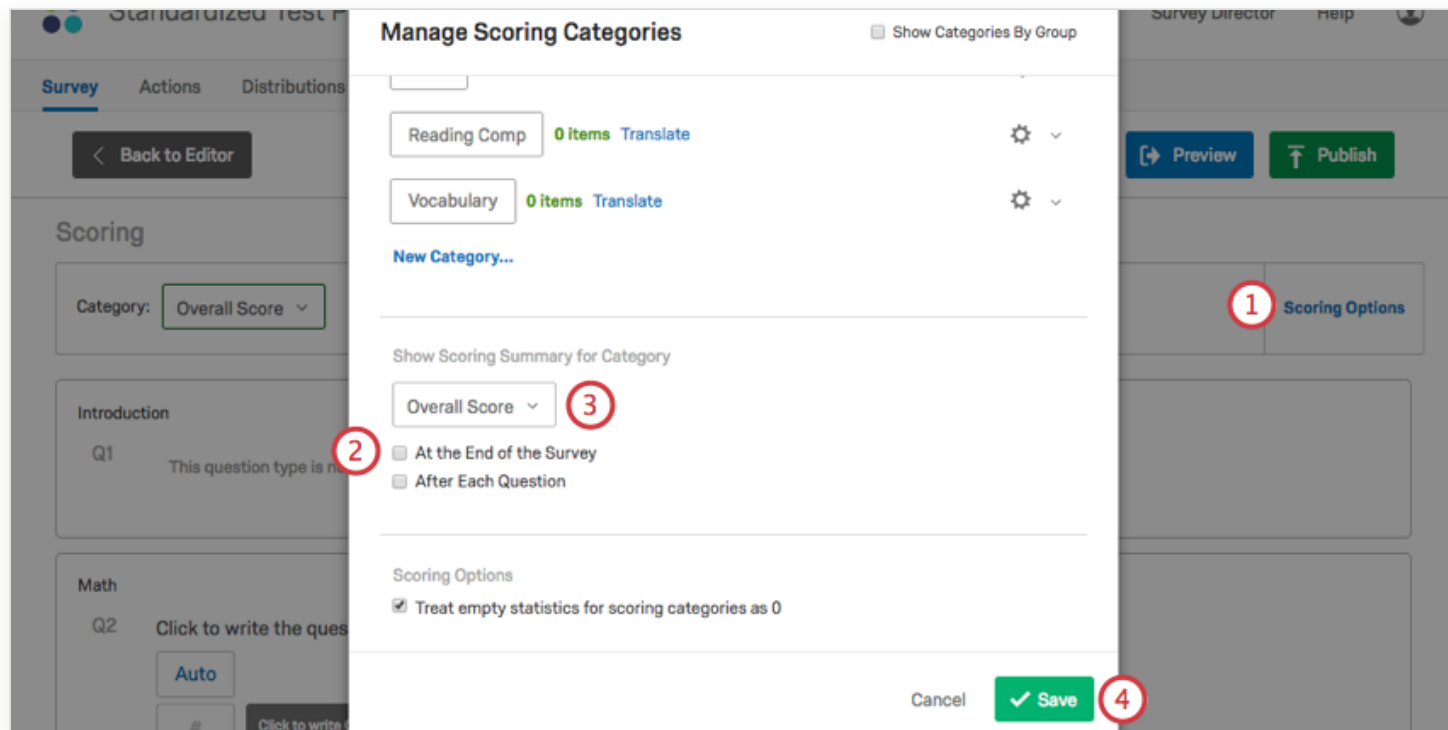 Standardized Test P
Survey Director Help
Manage Scoring Categories
Show Categories By Group
Survey Actions Distributions
Back to Editor
Reading Comp 0 items Translate
Preview Publish
Vocabulary 0 items Translate
Scoring
New Category...
Category: Overall Score
1 Scoring Options
Show Scoring Summary for Category
Overall Score 3
Introduction
2 At the End of the Survey
Q1 This question type is n
After Each Question
Scoring Options
Treat empty statistics for scoring categories as 0
Math
Q2 Click to write the ques
Auto
Cancel Save 4
# Click to write